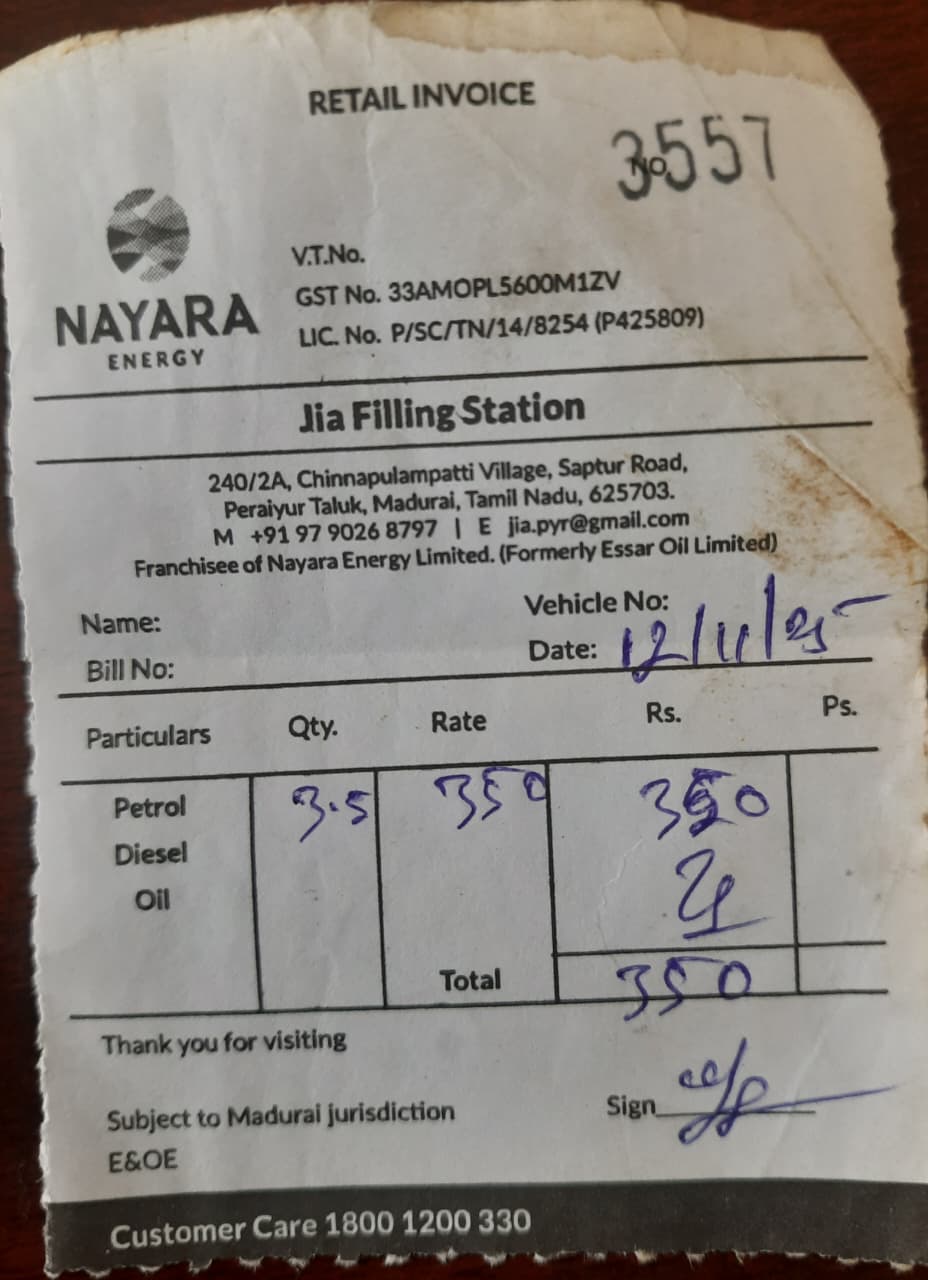 RETAIL INVOICE
No. 3557
NAYARA
ENERGY
V.T.No.
GST No. 33AMOPL5600M1ZV
LIC. No. P/SC/TN/14/8254 (P425809)
Jia Filling Station
240/2A, Chinnapulampatti Village, Saptur Road,
Peraiyur Taluk, Madurai, Tamil Nadu, 625703.
M +91 97 9026 8797 | E jia.pyr@gmail.com
Franchisee of Nayara Energy Limited. (Formerly Essar Oil Limited)
Name: Vehicle No:
Bill No: Date: 12/11/25
Particulars Qty. Rate Rs. Ps.
Petrol 3.5 350 350
Diesel
Oil
Total 350
Thank you for visiting
Subject to Madurai jurisdiction Sign
E&OE
Customer Care 1800 1200 330